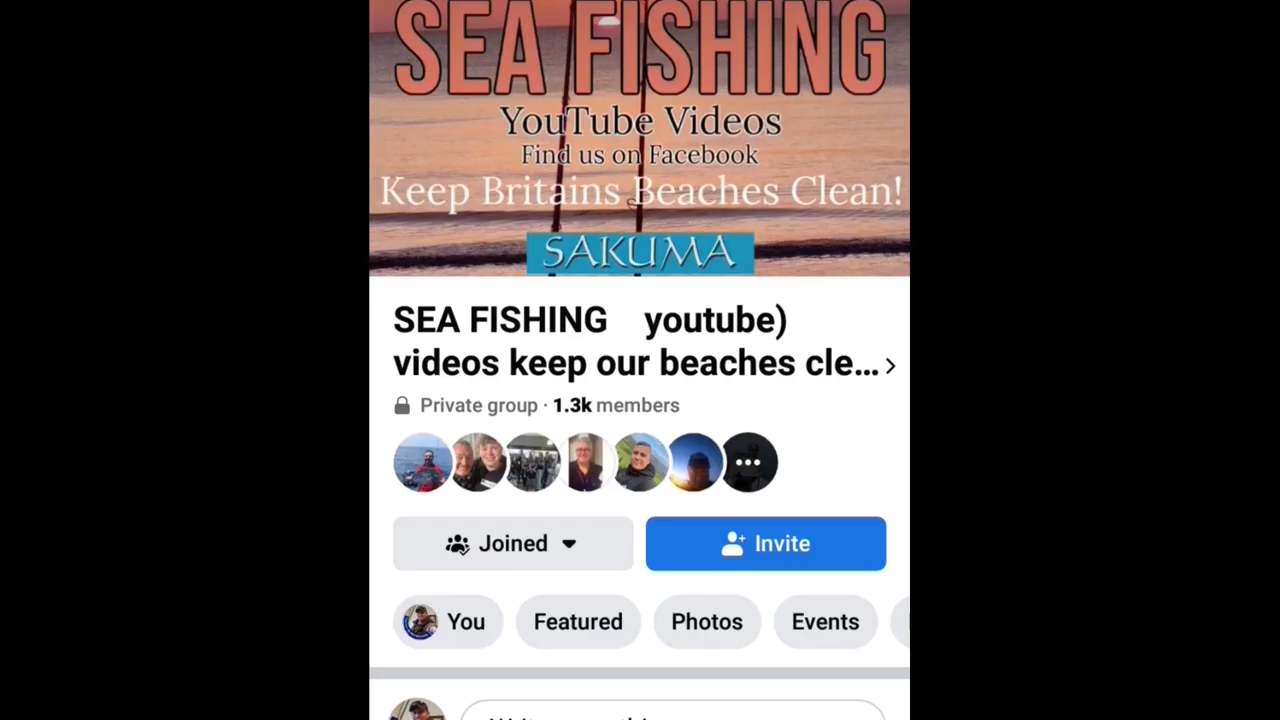 SEA FISHING
YouTube Videos
Find us on Facebook
Keep Britains Beaches Clean!
SAKUMA
SEA FISHING youtube)
videos keep our beaches cle...
Private group · 1.3k members
Joined
Invite
You
Featured
Photos
Events